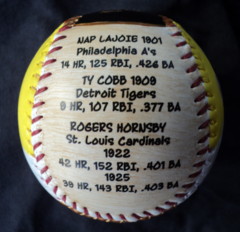 NAP LAJOIE 1901
Philadelphia A's
14 HR, 125 RBI, .426 BA
TY COBB 1909
Detroit Tigers
9 HR, 107 RBI, .377 BA
ROGERS HORNSBY
St. Louis Cardinals
1922
42 HR, 152 RBI, .401 BA
1925
39 HR, 143 RBI, .403 BA